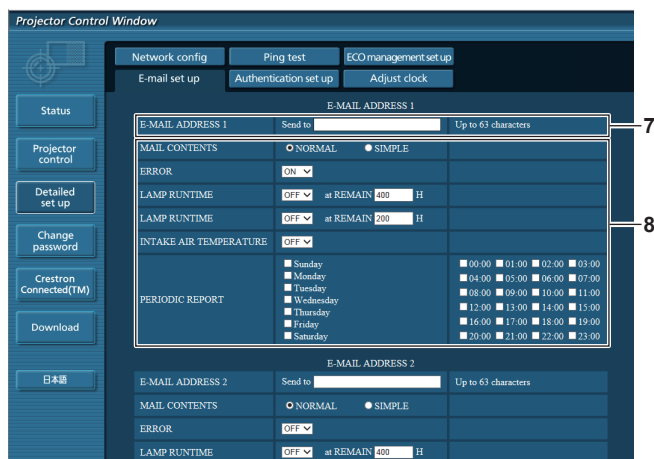 Projector Control Window
Network config Ping test ECO management set up
E-mail set up Authentication set up Adjust clock
Status
Projector control
Detailed set up
Change password
Crestron Connected(TM)
Download
日本語
E-MAIL ADDRESS 1
E-MAIL ADDRESS 1 Send to Up to 63 characters
7
MAIL CONTENTS NORMAL SIMPLE
ERROR ON
LAMP RUNTIME OFF at REMAIN 400 H
LAMP RUNTIME OFF at REMAIN 200 H
8
INTAKE AIR TEMPERATURE OFF
PERIODIC REPORT
Sunday
Monday
Tuesday
Wednesday
Thursday
Friday
Saturday
00:00 01:00 02:00 03:00
04:00 05:00 06:00 07:00
08:00 09:00 10:00 11:00
12:00 13:00 14:00 15:00
16:00 17:00 18:00 19:00
20:00 21:00 22:00 23:00
E-MAIL ADDRESS 2
E-MAIL ADDRESS 2 Send to Up to 63 characters
MAIL CONTENTS NORMAL SIMPLE
ERROR OFF
LAMP RUNTIME OFF at REMAIN 400 H